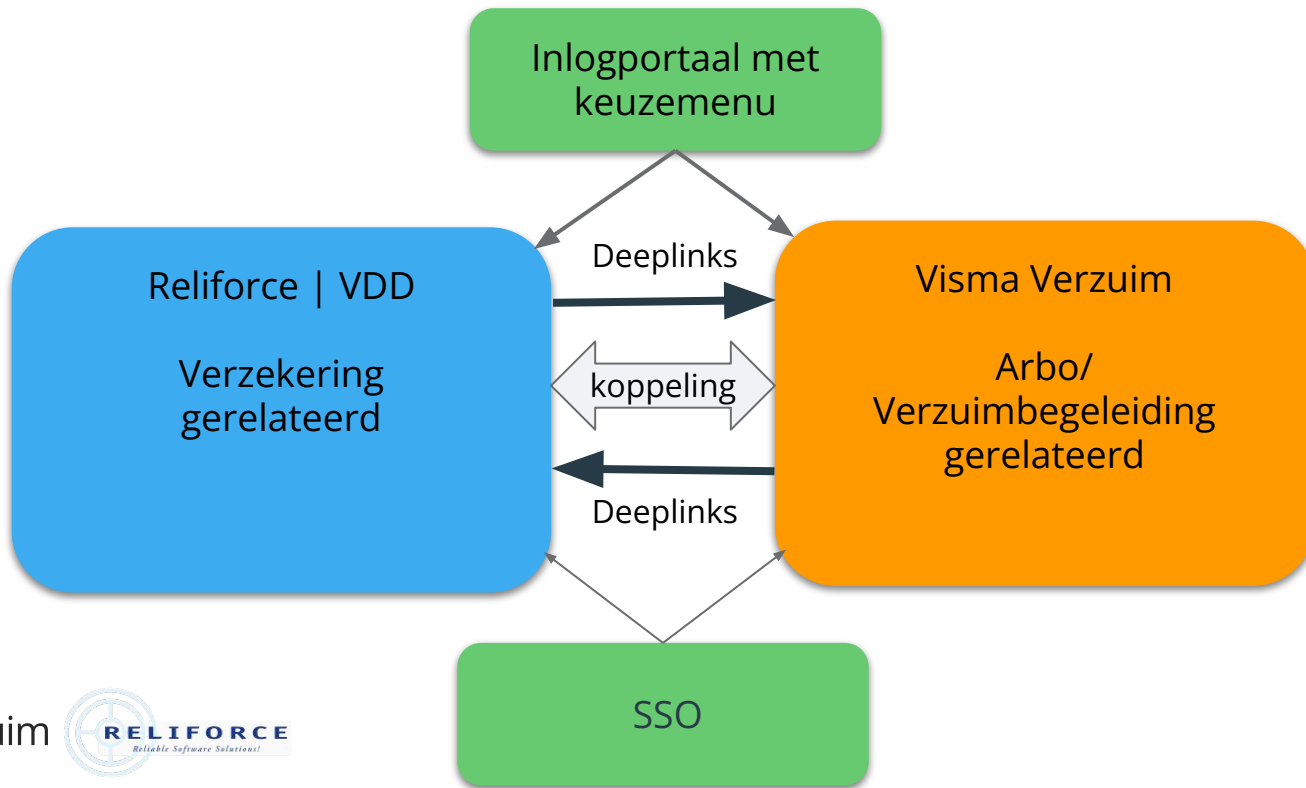 Inlogportaal met
keuzemenu
Reliforce | VDD
Verzekering
gerelateerd
Deeplinks
koppeling
Deeplinks
Visma Verzuim
Arbo/
Verzuimbegeleiding
gerelateerd
SSO
uim
RELIFORCE
Reliable Software Solutions!